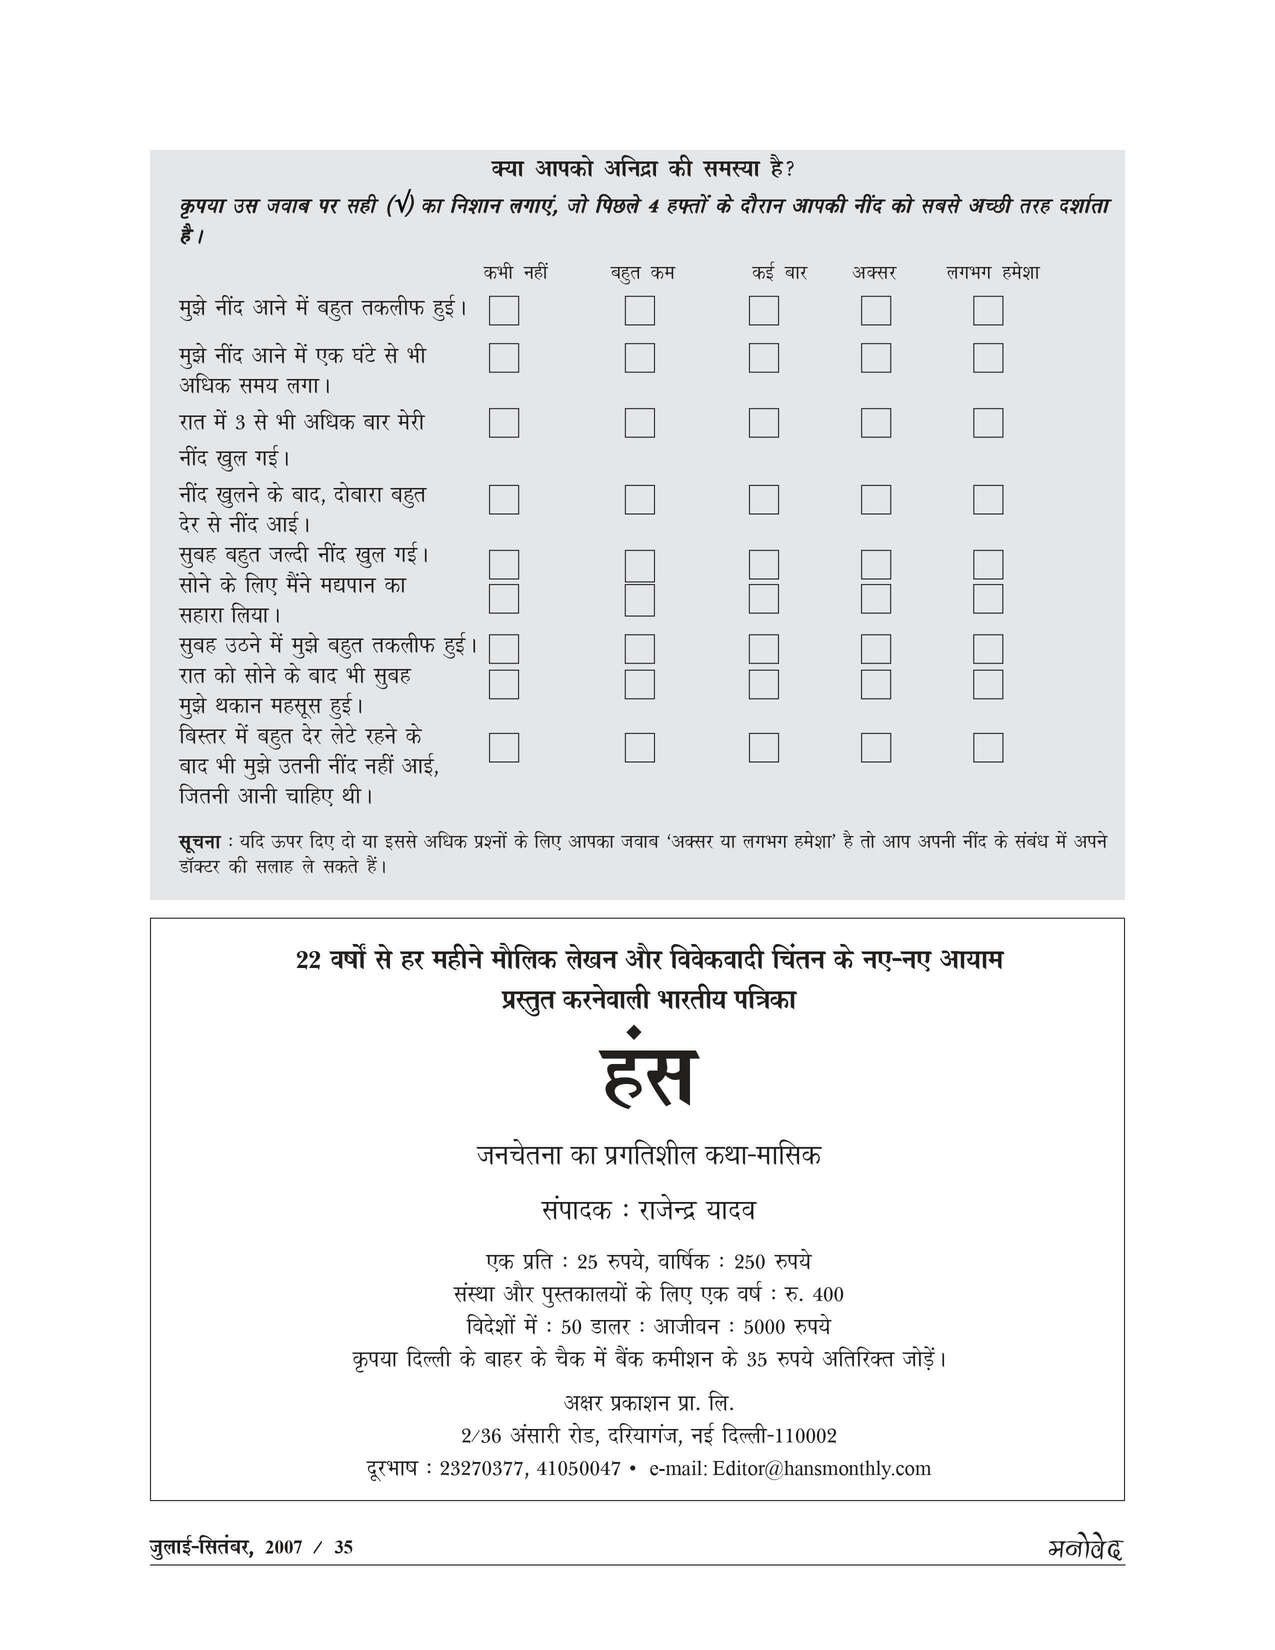 क्या आपको अनिद्रा की समस्या है?
कृपया उस जवाब पर सही (√) का निशान लगाएं, जो पिछले 4 हफ्तों के दौरान आपकी नींद को सबसे अच्छी तरह दर्शाता
है।
कभी नहीं बहुत कम कई बार अक्सर लगभग हमेशा
मुझे नींद आने में बहुत तकलीफ हुई।
मुझे नींद आने में एक घंटे से भी
अधिक समय लगा।
रात में 3 से भी अधिक बार मेरी
नींद खुल गई।
नींद खुलने के बाद, दोबारा बहुत
देर से नींद आई।
सुबह बहुत जल्दी नींद खुल गई।
सोने के लिए मैंने मद्यपान का
सहारा लिया।
सुबह उठने में मुझे बहुत तकलीफ हुई।
रात को सोने के बाद भी सुबह
मुझे थकान महसूस हुई।
बिस्तर में बहुत देर लेटे रहने के
बाद भी मुझे उतनी नींद नहीं आई,
जितनी आनी चाहिए थी।
सूचना : यदि ऊपर दिए दो या इससे अधिक प्रश्नों के लिए आपका जवाब ‘अक्सर या लगभग हमेशा’ है तो आप अपनी नींद के संबंध में अपने
डॉक्टर की सलाह ले सकते हैं।
22 वर्षों से हर महीने मौलिक लेखन और विवेकवादी चिंतन के नए-नए आयाम
प्रस्तुत करनेवाली भारतीय पत्रिका
हंस
जनचेतना का प्रगतिशील कथा-मासिक
संपादक : राजेन्द्र यादव
एक प्रति : 25 रुपये, वार्षिक : 250 रुपये
संस्था और पुस्तकालयों के लिए एक वर्ष : रु. 400
विदेशों में : 50 डालर : आजीवन : 5000 रुपये
कृपया दिल्ली के बाहर के चैक में बैंक कमीशन के 35 रुपये अतिरिक्त जोड़ें।
अक्षर प्रकाशन प्रा. लि.
2/36 अंसारी रोड, दरियागंज, नई दिल्ली-110002
दूरभाष : 23270377, 41050047 • e-mail: Editor@hansmonthly.com
जुलाई-सितंबर, 2007 / 35 मनोवेद